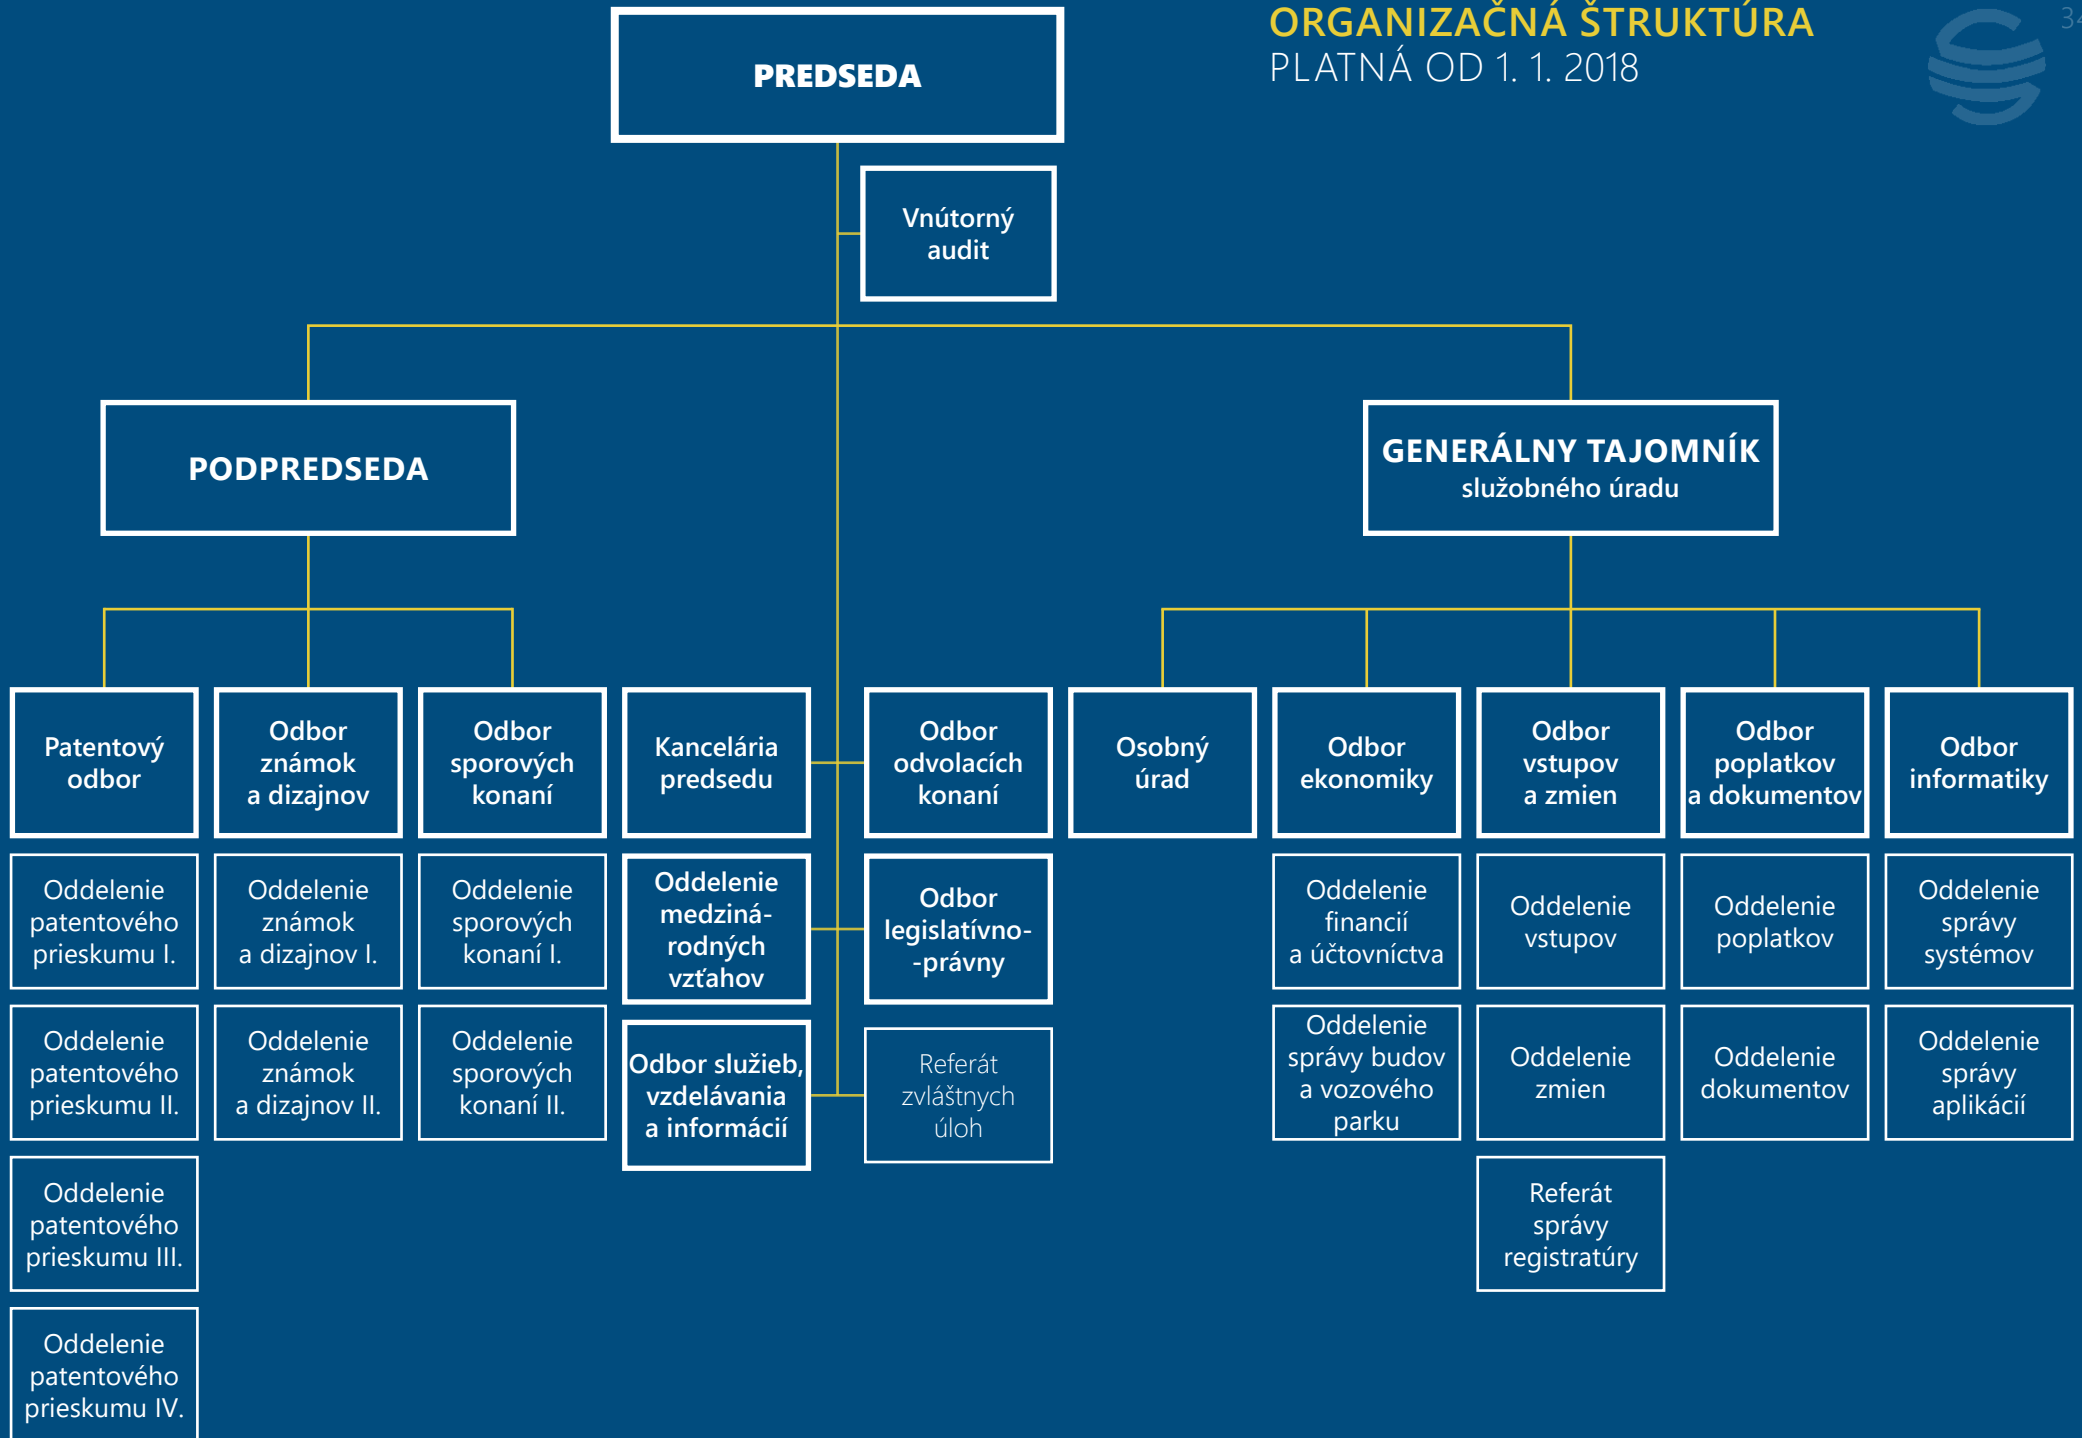 ORGANIZAČNÁ ŠTRUKTÚRA
PLATNÁ OD 1. 1. 2018
34
PREDSEDA
Vnútorný
audit
PODPREDSEDA
GENERÁLNY TAJOMNÍK
služobného úradu
Patentový
odbor
Odbor
známok
a dizajnov
Odbor
sporových
konaní
Kancelária
predsedu
Odbor
odvolacích
konaní
Osobný
úrad
Odbor
ekonomiky
Odbor
vstupov
a zmien
Odbor
poplatkov
a dokumentov
Odbor
informatiky
Oddelenie
patentového
prieskumu I.
Oddelenie
známok
a dizajnov I.
Oddelenie
sporových
konaní I.
Oddelenie
medziná-
rodných
vzťahov
Odbor
legislatívno-
-právny
Oddelenie
financií
a účtovníctva
Oddelenie
vstupov
Oddelenie
poplatkov
Oddelenie
správy
systémov
Oddelenie
patentového
prieskumu II.
Oddelenie
známok
a dizajnov II.
Oddelenie
sporových
konaní II.
Odbor služieb,
vzdelávania
a informácií
Referát
zvláštnych
úloh
Oddelenie
správy budov
a vozového
parku
Oddelenie
zmien
Oddelenie
dokumentov
Oddelenie
správy
aplikácií
Oddelenie
patentového
prieskumu III.
Referát
správy
registratúry
Oddelenie
patentového
prieskumu IV.